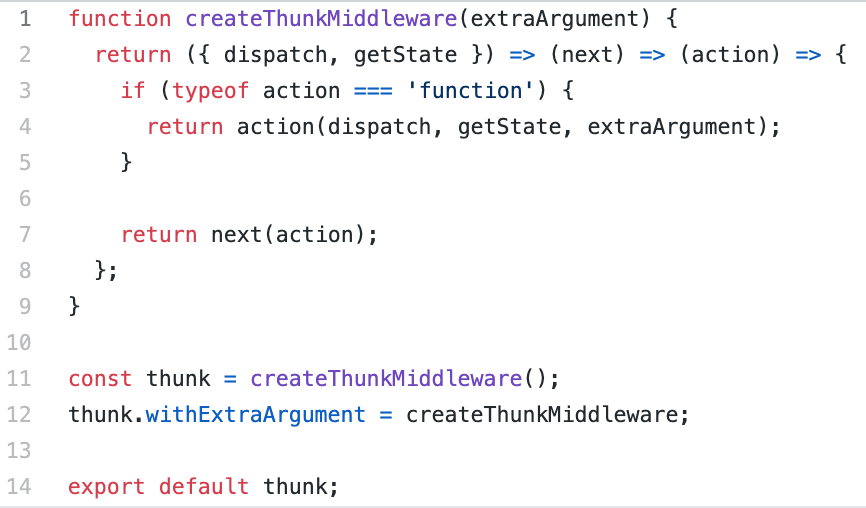 1 function createThunkMiddleware(extraArgument) {
2   return ({ dispatch, getState }) => (next) => (action) => {
3     if (typeof action === 'function') {
4       return action(dispatch, getState, extraArgument);
5     }
6
7     return next(action);
8   };
9 }
10
11 const thunk = createThunkMiddleware();
12 thunk.withExtraArgument = createThunkMiddleware;
13
14 export default thunk;